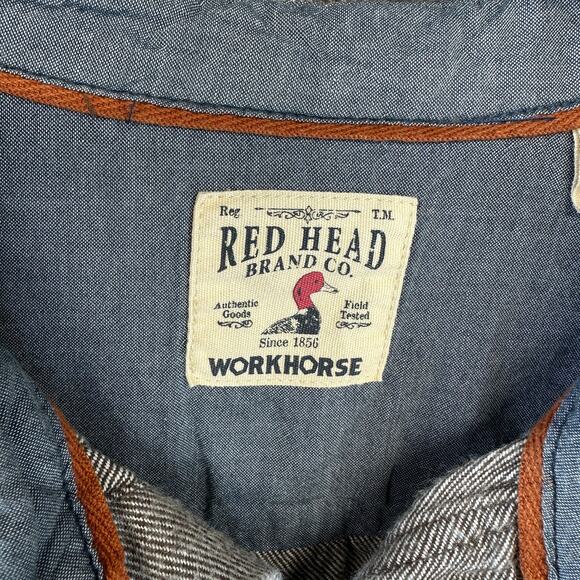 Reg T.M.
RED HEAD
BRAND CO.
Authentic Field
Goods Tested
Since 1856
WORKHORSE